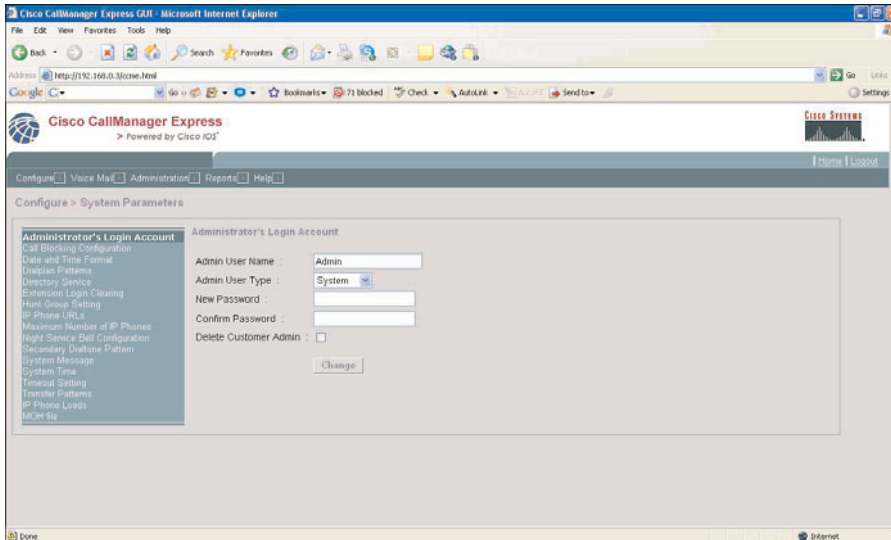 Cisco CallManager Express GUI - Microsoft Internet Explorer
File Edit View Favorites Tools Help
Back Search Favorites
Address http://192.168.0.3/ccme.html Go Links
Google Go Bookmarks 71 blocked Check AutoLink AutoFill Send to Settings
Cisco CallManager Express
> Powered by Cisco IOS®
CISCO SYSTEMS
Home | Logout
Configure Voice Mail Administration Reports Help
Configure > System Parameters
Administrator's Login Account
Call Blocking Configuration
Date and Time Format
Dialplan Patterns
Directory Service
Extension Login Clearing
Hunt Group Setting
IP Phone URLs
Maximum Number of IP Phones
Night Service Bell Configuration
Secondary Dialtone Pattern
System Message
System Time
Timeout Setting
Transfer Patterns
IP Phone Loads
MOH file
Administrator's Login Account
Admin User Name : Admin
Admin User Type : System
New Password :
Confirm Password :
Delete Customer Admin :
Change
Done
Internet